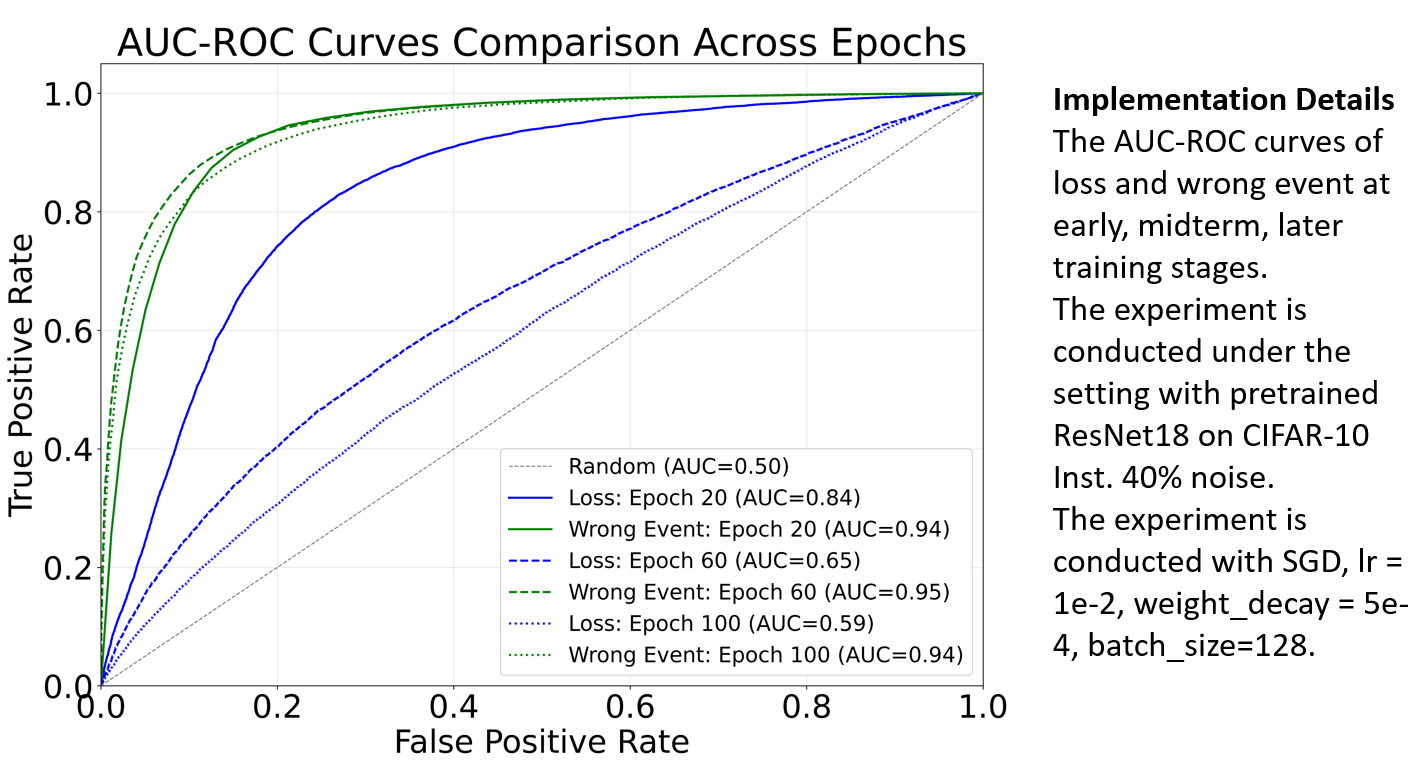 AUC-ROC Curves Comparison Across Epochs
True Positive Rate
1.0
0.8
0.6
0.4
0.2
0.0
0.0
0.2
0.4
0.6
0.8
1.0
False Positive Rate
Random (AUC=0.50)
Loss: Epoch 20 (AUC=0.84)
Wrong Event: Epoch 20 (AUC=0.94)
Loss: Epoch 60 (AUC=0.65)
Wrong Event: Epoch 60 (AUC=0.95)
Loss: Epoch 100 (AUC=0.59)
Wrong Event: Epoch 100 (AUC=0.94)
Implementation Details
The AUC-ROC curves of
loss and wrong event at
early, midterm, later
training stages.
The experiment is
conducted under the
setting with pretrained
ResNet18 on CIFAR-10
Inst. 40% noise.
The experiment is
conducted with SGD, lr =
1e-2, weight_decay = 5e-
4, batch_size=128.